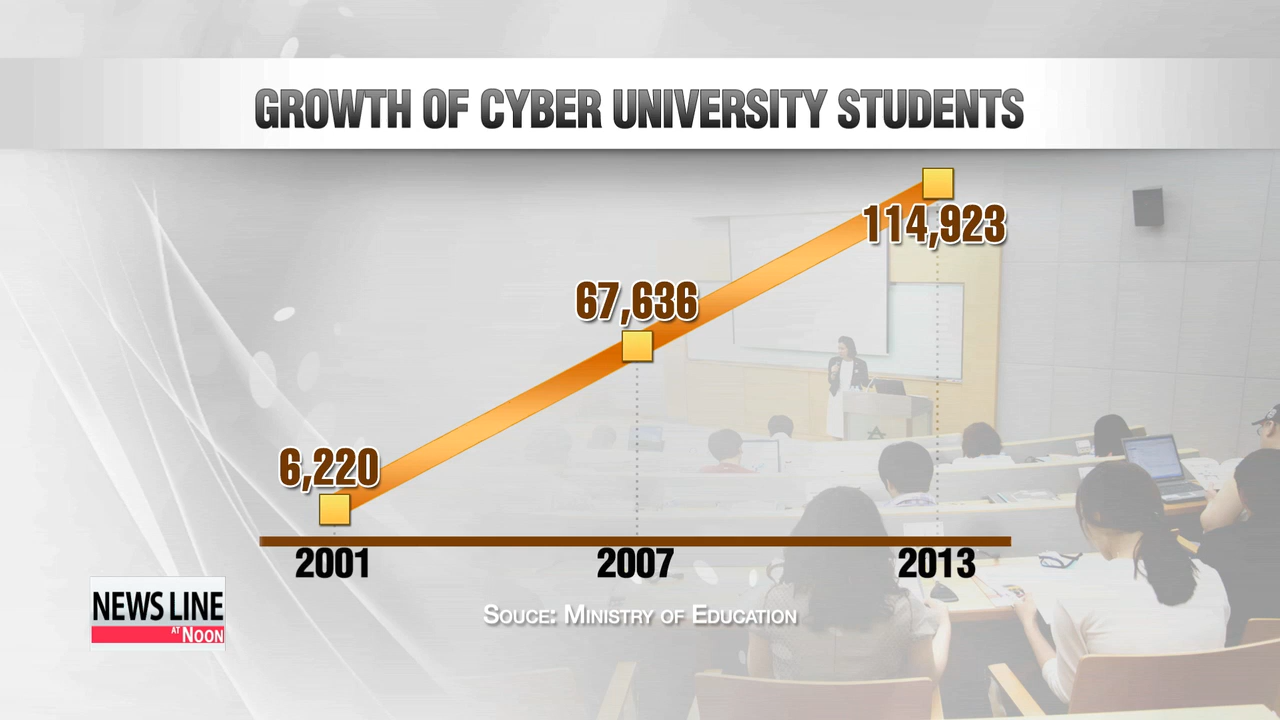 GROWTH OF CYBER UNIVERSITY STUDENTS
114,923
67,636
6,220
2001 2007 2013
NEWS LINE
AT NOON
SOUCE: MINISTRY OF EDUCATION